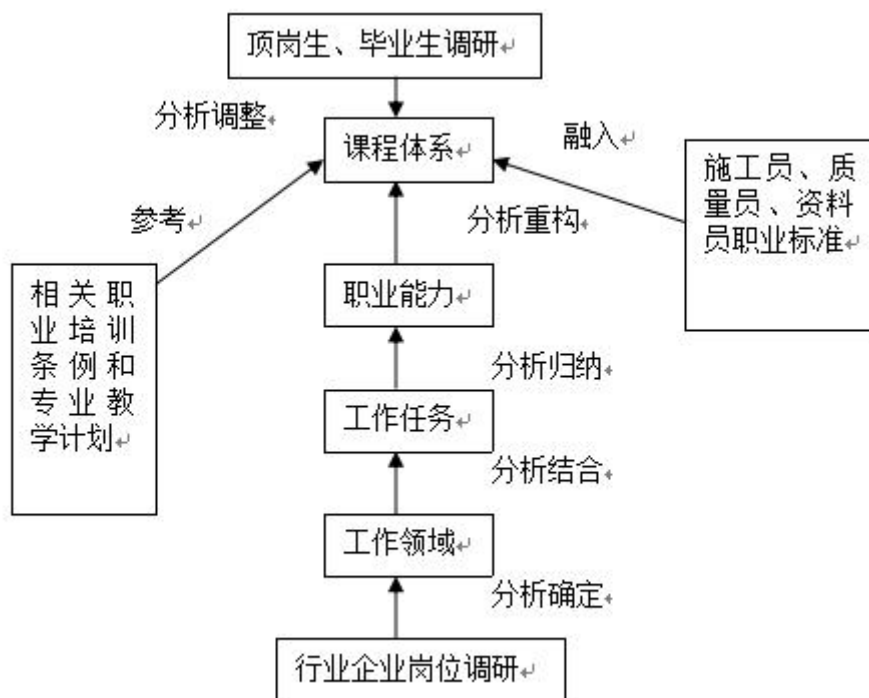 顶岗生、毕业生调研
分析调整
课程体系
融入
施工员、质
量员、资料
员职业标准
参考
分析重构
相关职
业培训
条例和
专业教
学计划
职业能力
分析归纳
工作任务
分析结合
工作领域
分析确定
行业企业岗位调研